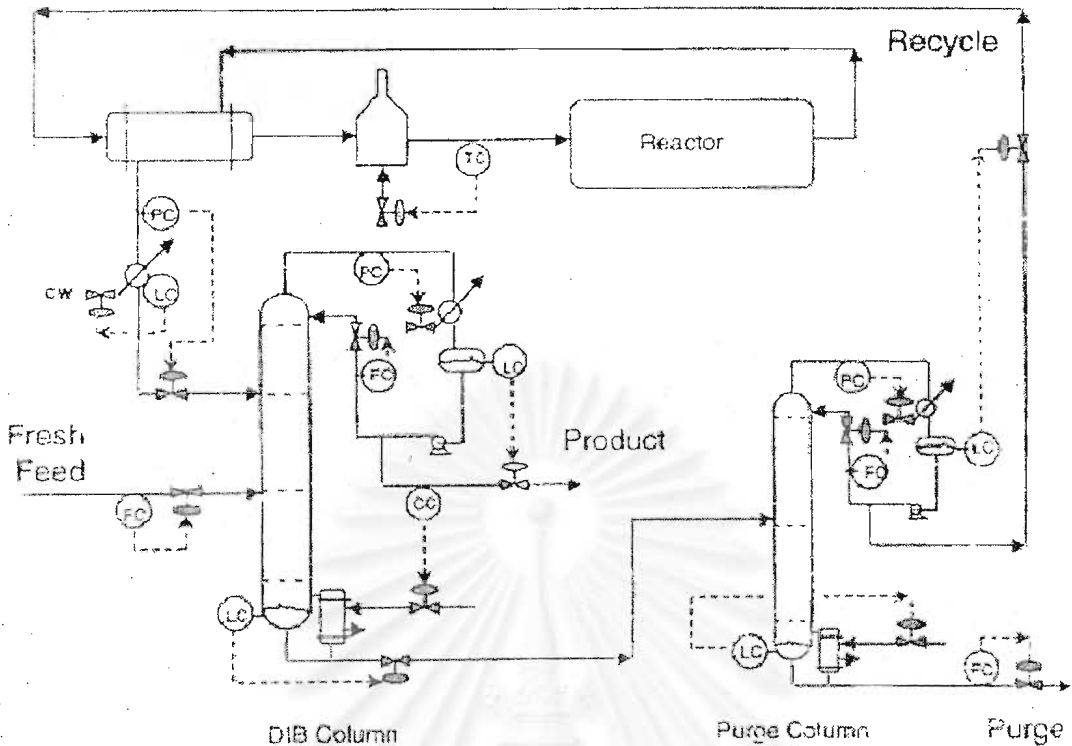 Recycle
Reactor
TC
PC
CW
LC
PC
LC
FC
Fresh
Feed
FC
Product
CC
LC
PC
LC
FC
LC
FC
DIB Column
Purge Column
Purge